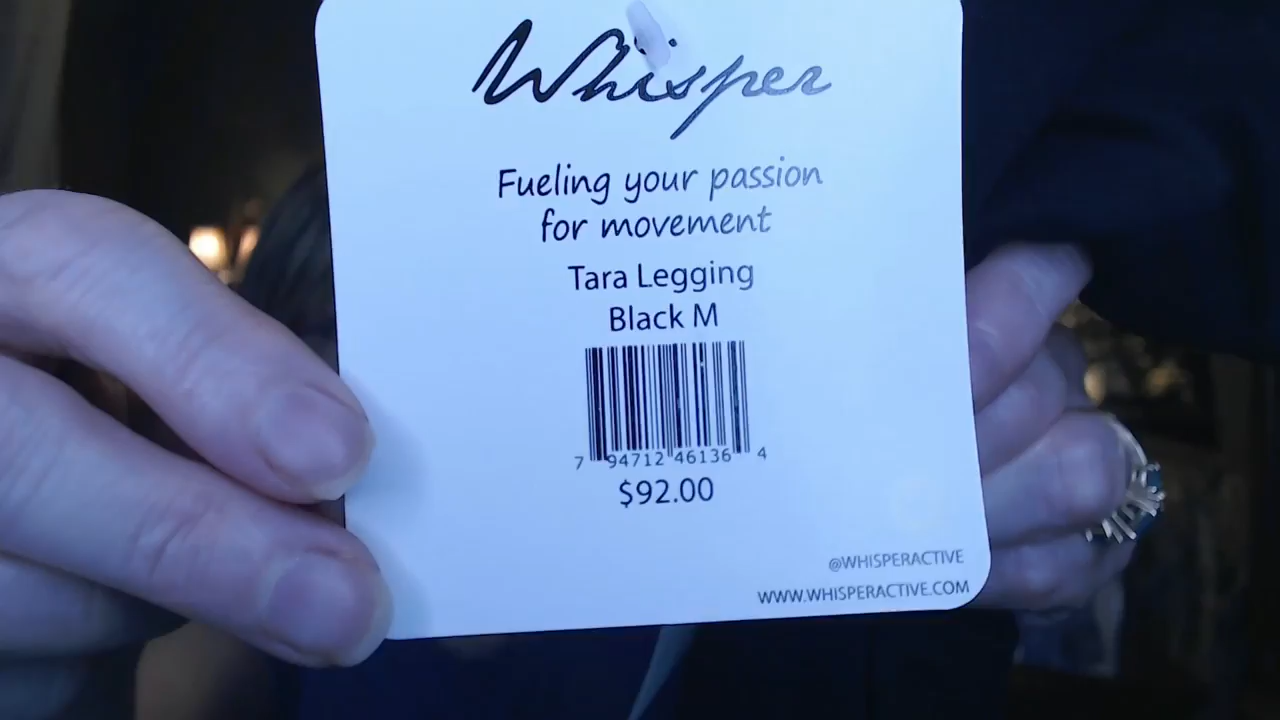 Whisper
Fueling your passion
for movement
Tara Legging
Black M
7 94712 46136 4
$92.00
@WHISPERACTIVE
WWW.WHISPERACTIVE.COM